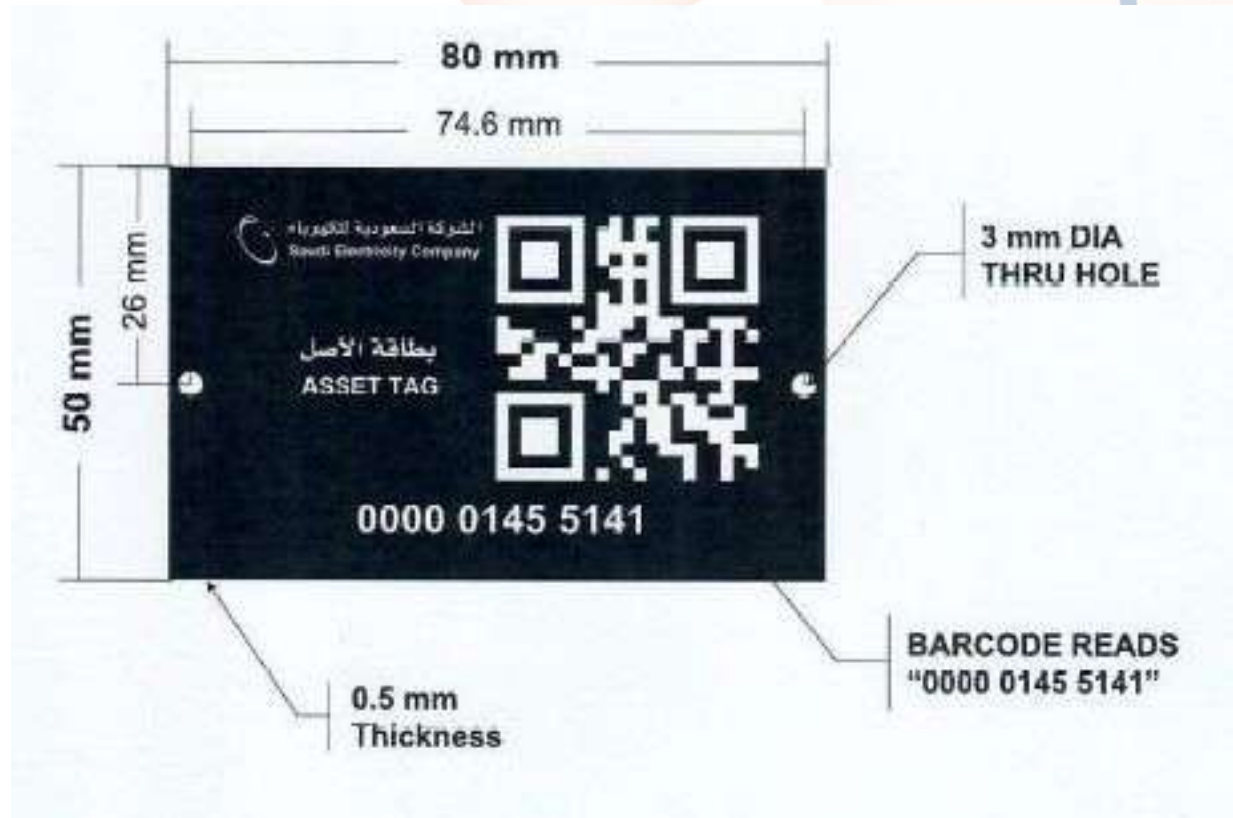 80 mm
74.6 mm
26 mm
50 mm
الشركة السعودية للكهرباء
Saudi Electricity Company
بطاقة الأصل
ASSET TAG
0000 0145 5141
3 mm DIA
THRU HOLE
BARCODE READS
“0000 0145 5141”
0.5 mm
Thickness